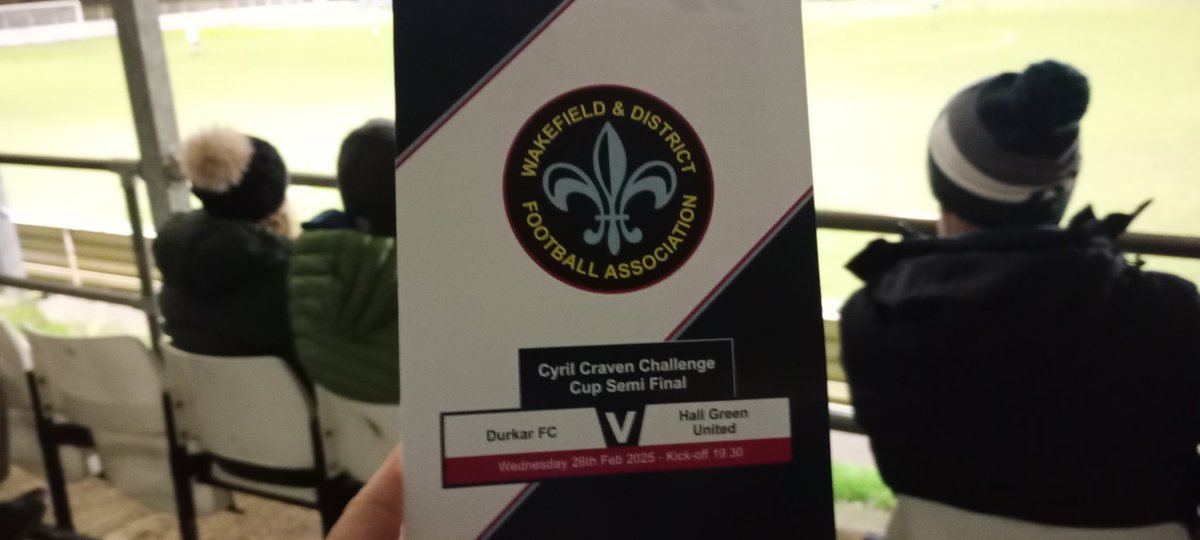 WAKEFIELD & DISTRICT
FOOTBALL ASSOCIATION
Cyril Craven Challenge
Cup Semi Final
Durkar FC
V
Hall Green
United
Wednesday 26th Feb 2025 - Kick-off 19.30